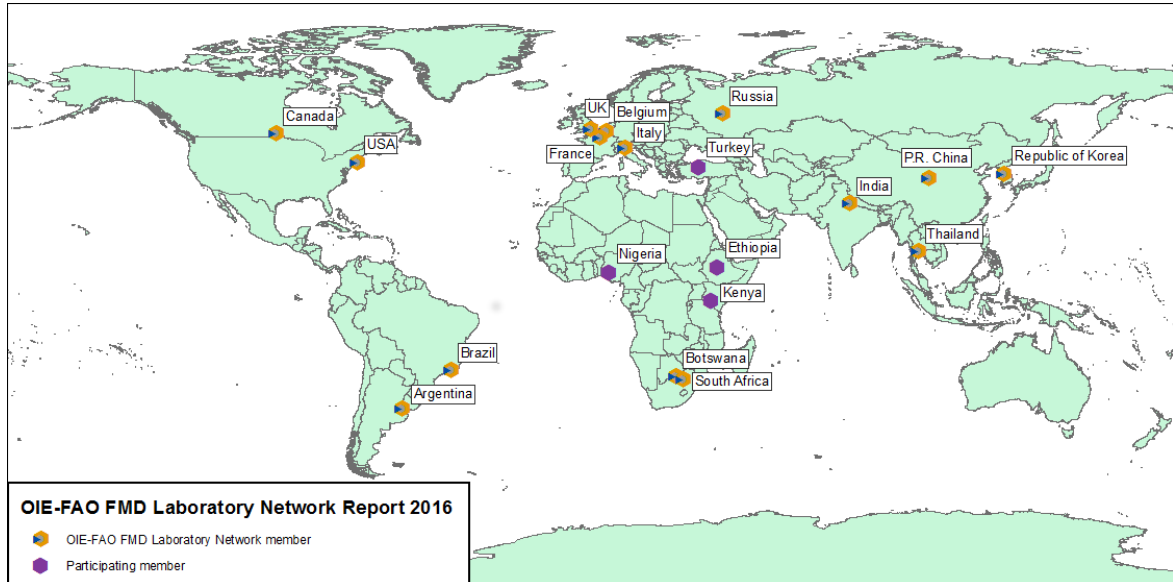 Canada
USA
UK
Belgium
Italy
France
Russia
Turkey
P.R. China
Republic of Korea
India
Thailand
Nigeria
Ethiopia
Kenya
Brazil
Argentina
Botswana
South Africa
OIE-FAO FMD Laboratory Network Report 2016
OIE-FAO FMD Laboratory Network member
Participating member